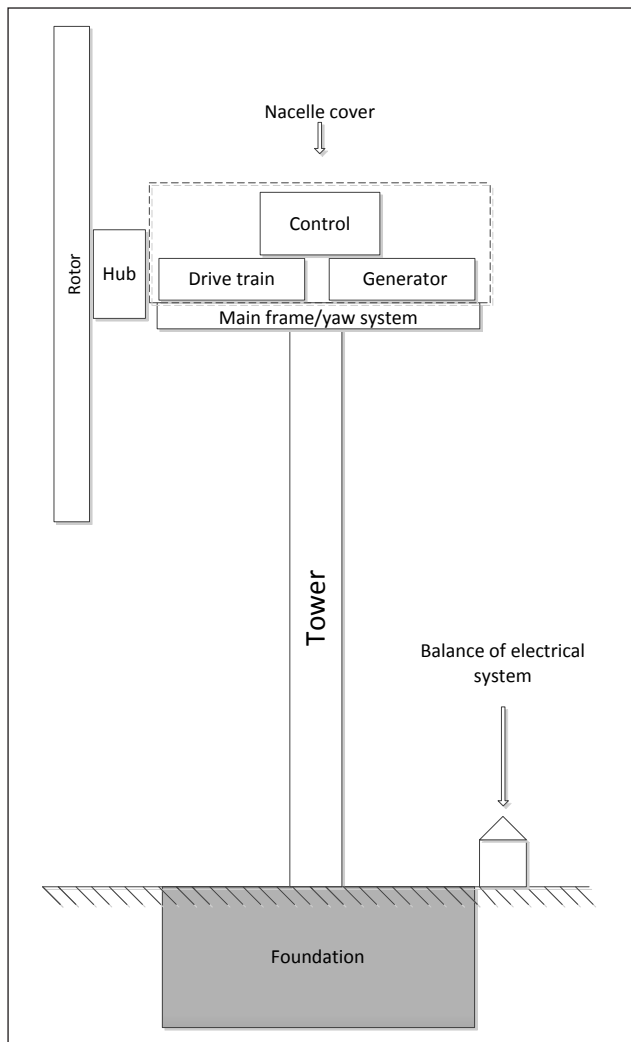 Nacelle cover
Control
Rotor
Hub
Drive train
Generator
Main frame/yaw system
Tower
Balance of electrical
system
Foundation